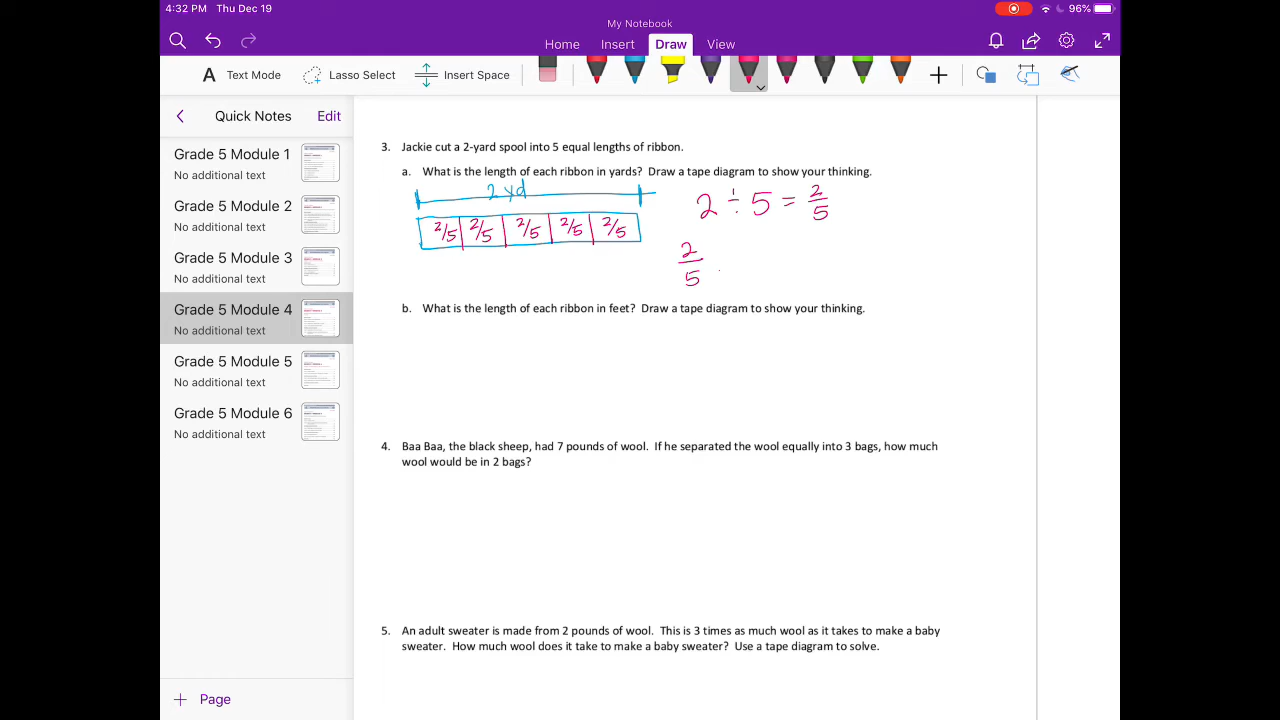 4:32 PM Thu Dec 19
96%
My Notebook
Home Insert Draw View
Text Mode
Lasso Select
Insert Space
Quick Notes
Edit
Grade 5 Module 1
No additional text
Grade 5 Module 2
No additional text
Grade 5 Module 3
No additional text
Grade 5 Module 4
No additional text
Grade 5 Module 5
No additional text
Grade 5 Module 6
No additional text
Page
3. Jackie cut a 2-yard spool into 5 equal lengths of ribbon.
a. What is the length of each ribbon in yards? Draw a tape diagram to show your thinking.
2 yd
2/5 2/5 2/5 2/5 2/5
2 ÷ 5 = 2/5
2/5
b. What is the length of each ribbon in feet? Draw a tape diagram to show your thinking.
4. Baa Baa, the black sheep, had 7 pounds of wool. If he separated the wool equally into 3 bags, how much
wool would be in 2 bags?
5. An adult sweater is made from 2 pounds of wool. This is 3 times as much wool as it takes to make a baby
sweater. How much wool does it take to make a baby sweater? Use a tape diagram to solve.